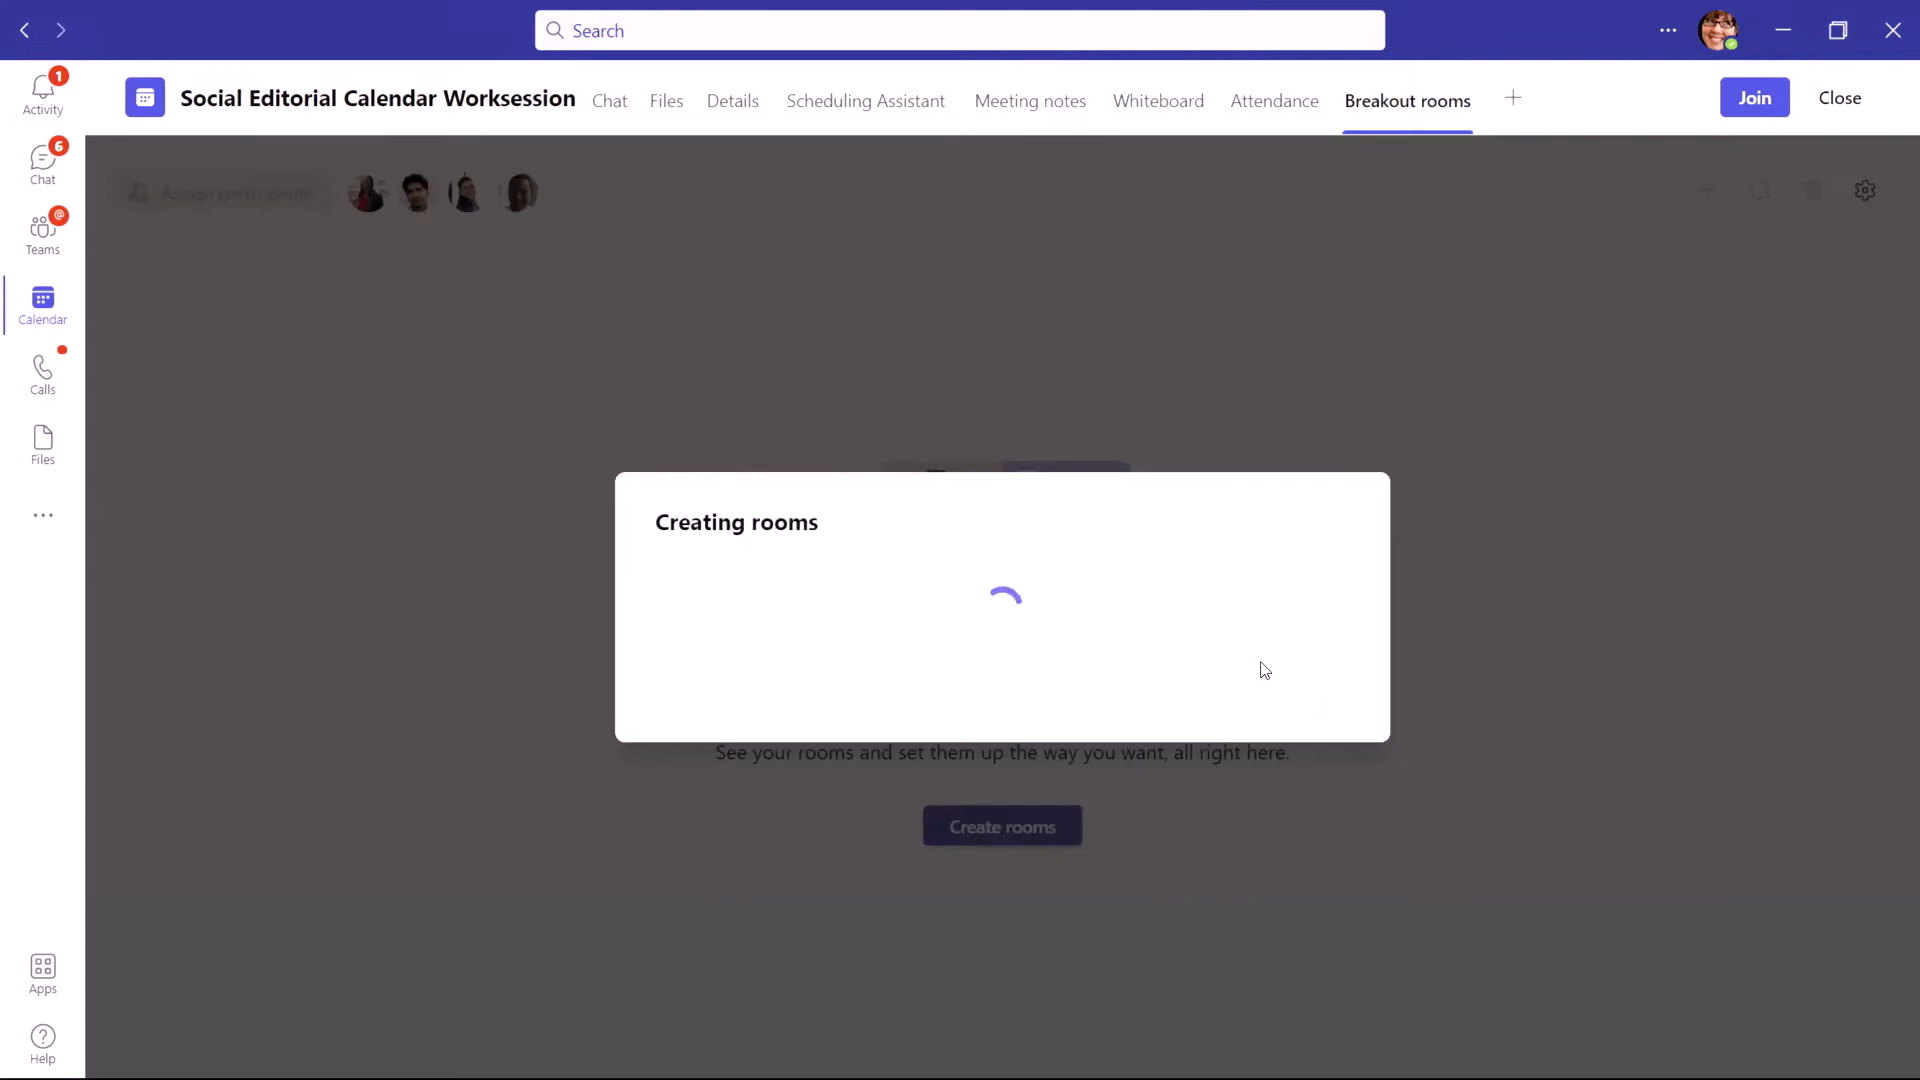 Search
1
Activity
6
Chat
@
Teams
Calendar
Calls
Files
Apps
Help
Social Editorial Calendar Worksession
Chat
Files
Details
Scheduling Assistant
Meeting notes
Whiteboard
Attendance
Breakout rooms
Join
Close
Assign participants
Creating rooms
See your rooms and set them up the way you want, all right here.
Create rooms